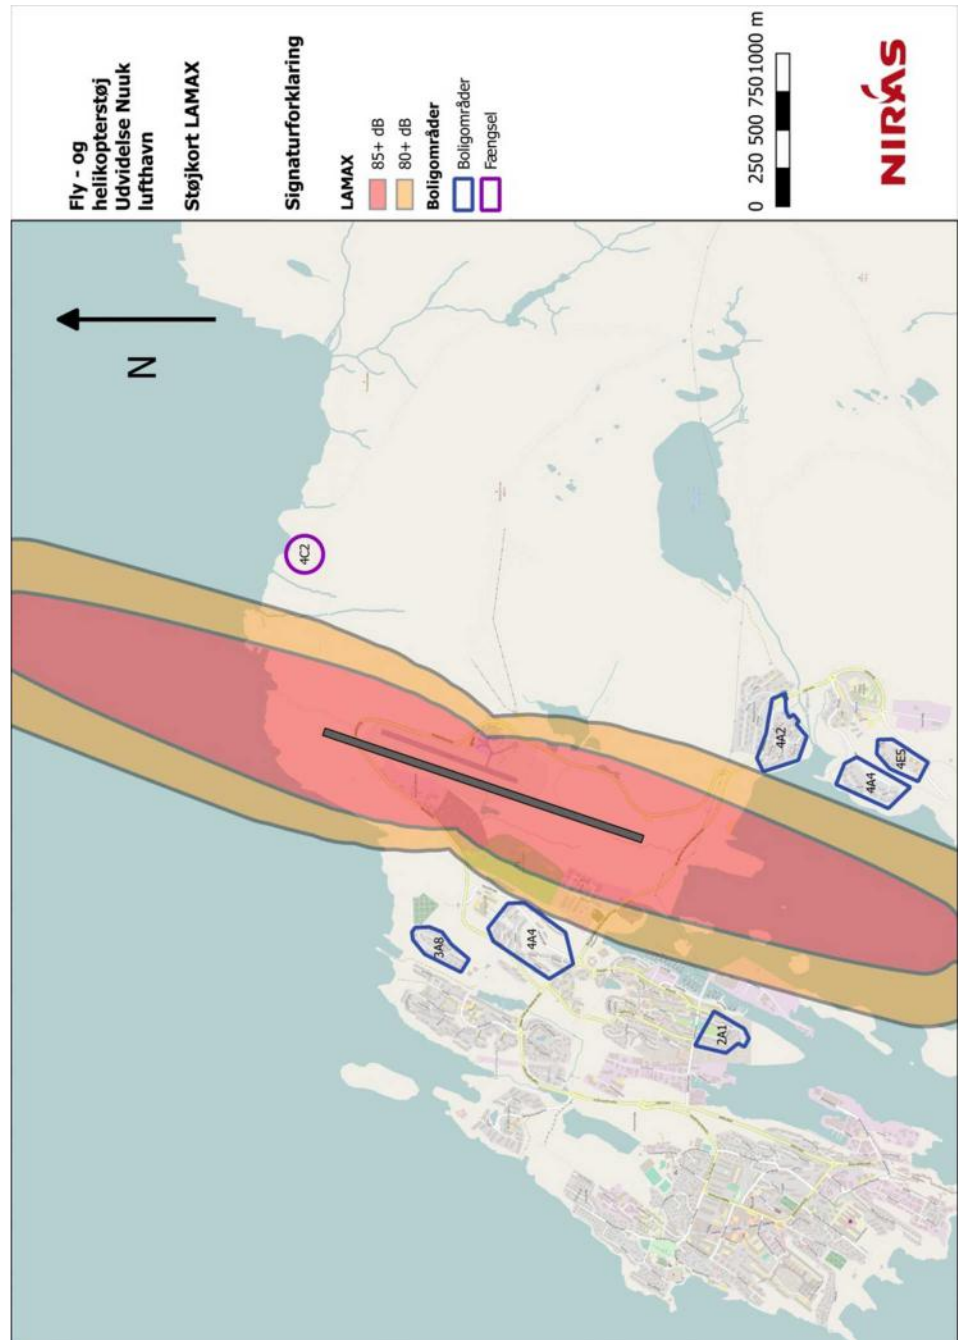 Fly - og
helikopterstøj
Udvidelse Nuuk
lufthavn
Støjkort LAMAX
Signaturforklaring
LAMAX
85+ dB
80+ dB
Boligområder
Boligområder
Fængsel
0 250 500 750 1000 m
NIRAS
N
4C2
3A8
4A4
2A1
4A2
4A4
4E5